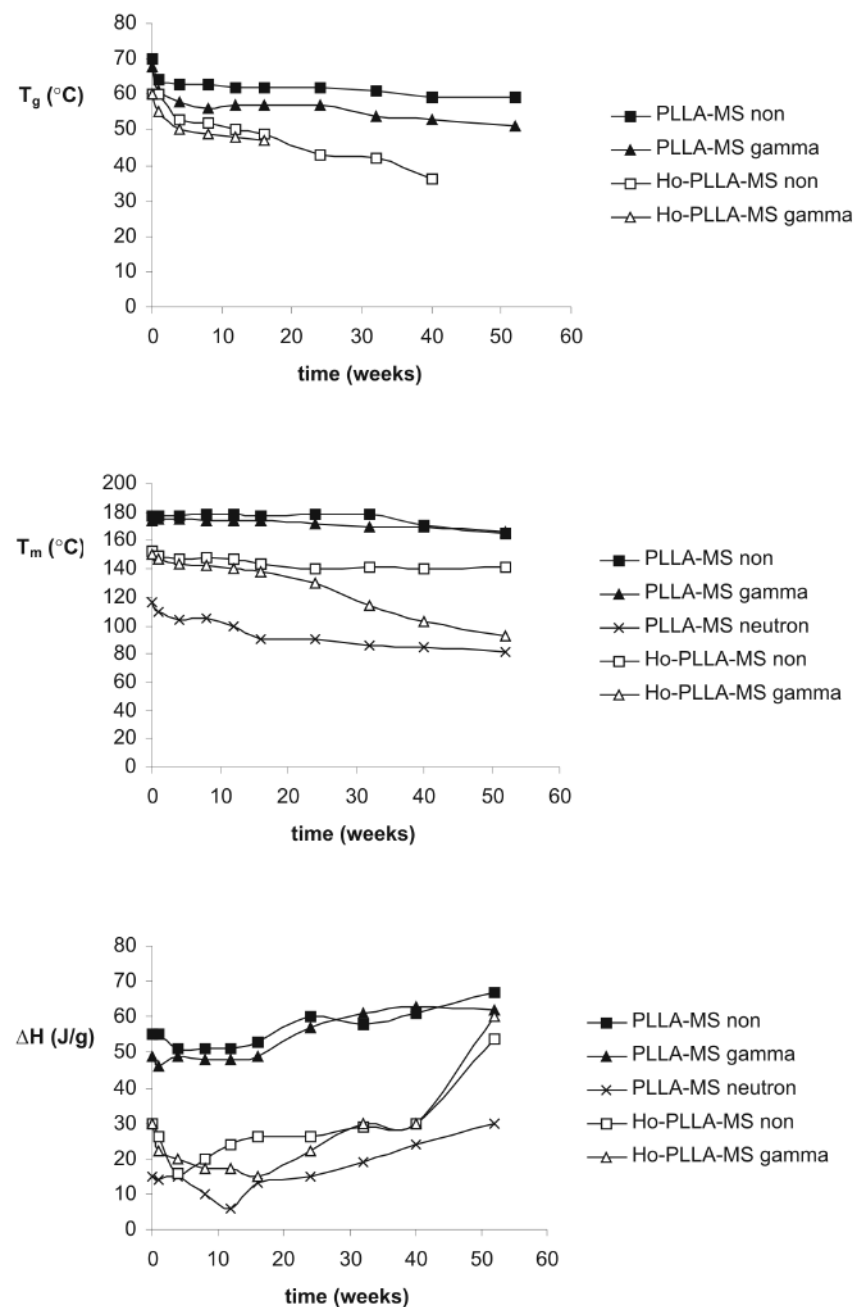 80
70
T_g (°C)
60
50
40
30
20
10
0
0 10 20 30 40 50 60
time (weeks)
PLLA-MS non
PLLA-MS gamma
Ho-PLLA-MS non
Ho-PLLA-MS gamma
200
180
T_m (°C)
160
140
120
100
80
60
40
20
0
0 10 20 30 40 50 60
time (weeks)
PLLA-MS non
PLLA-MS gamma
PLLA-MS neutron
Ho-PLLA-MS non
Ho-PLLA-MS gamma
80
70
60
ΔH (J/g)
50
40
30
20
10
0
0 10 20 30 40 50 60
time (weeks)
PLLA-MS non
PLLA-MS gamma
PLLA-MS neutron
Ho-PLLA-MS non
Ho-PLLA-MS gamma